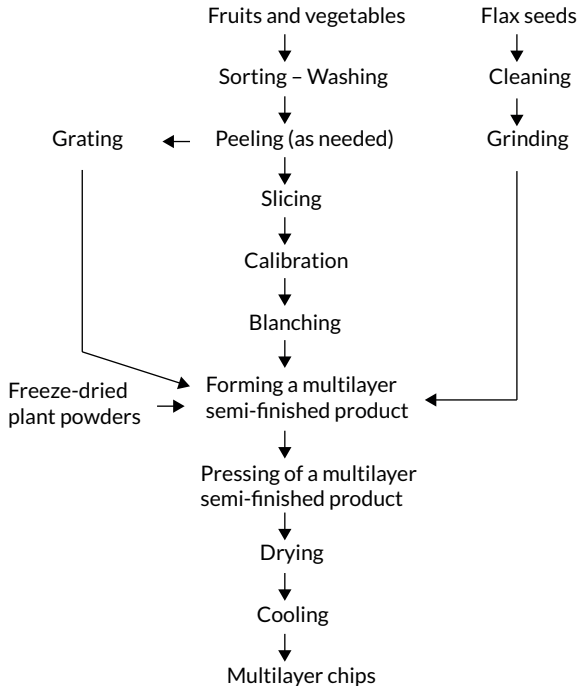 Fruits and vegetables
Flax seeds
Sorting – Washing
Cleaning
Grating
Peeling (as needed)
Grinding
Slicing
Calibration
Blanching
Freeze-dried
plant powders
Forming a multilayer
semi-finished product
Pressing of a multilayer
semi-finished product
Drying
Cooling
Multilayer chips